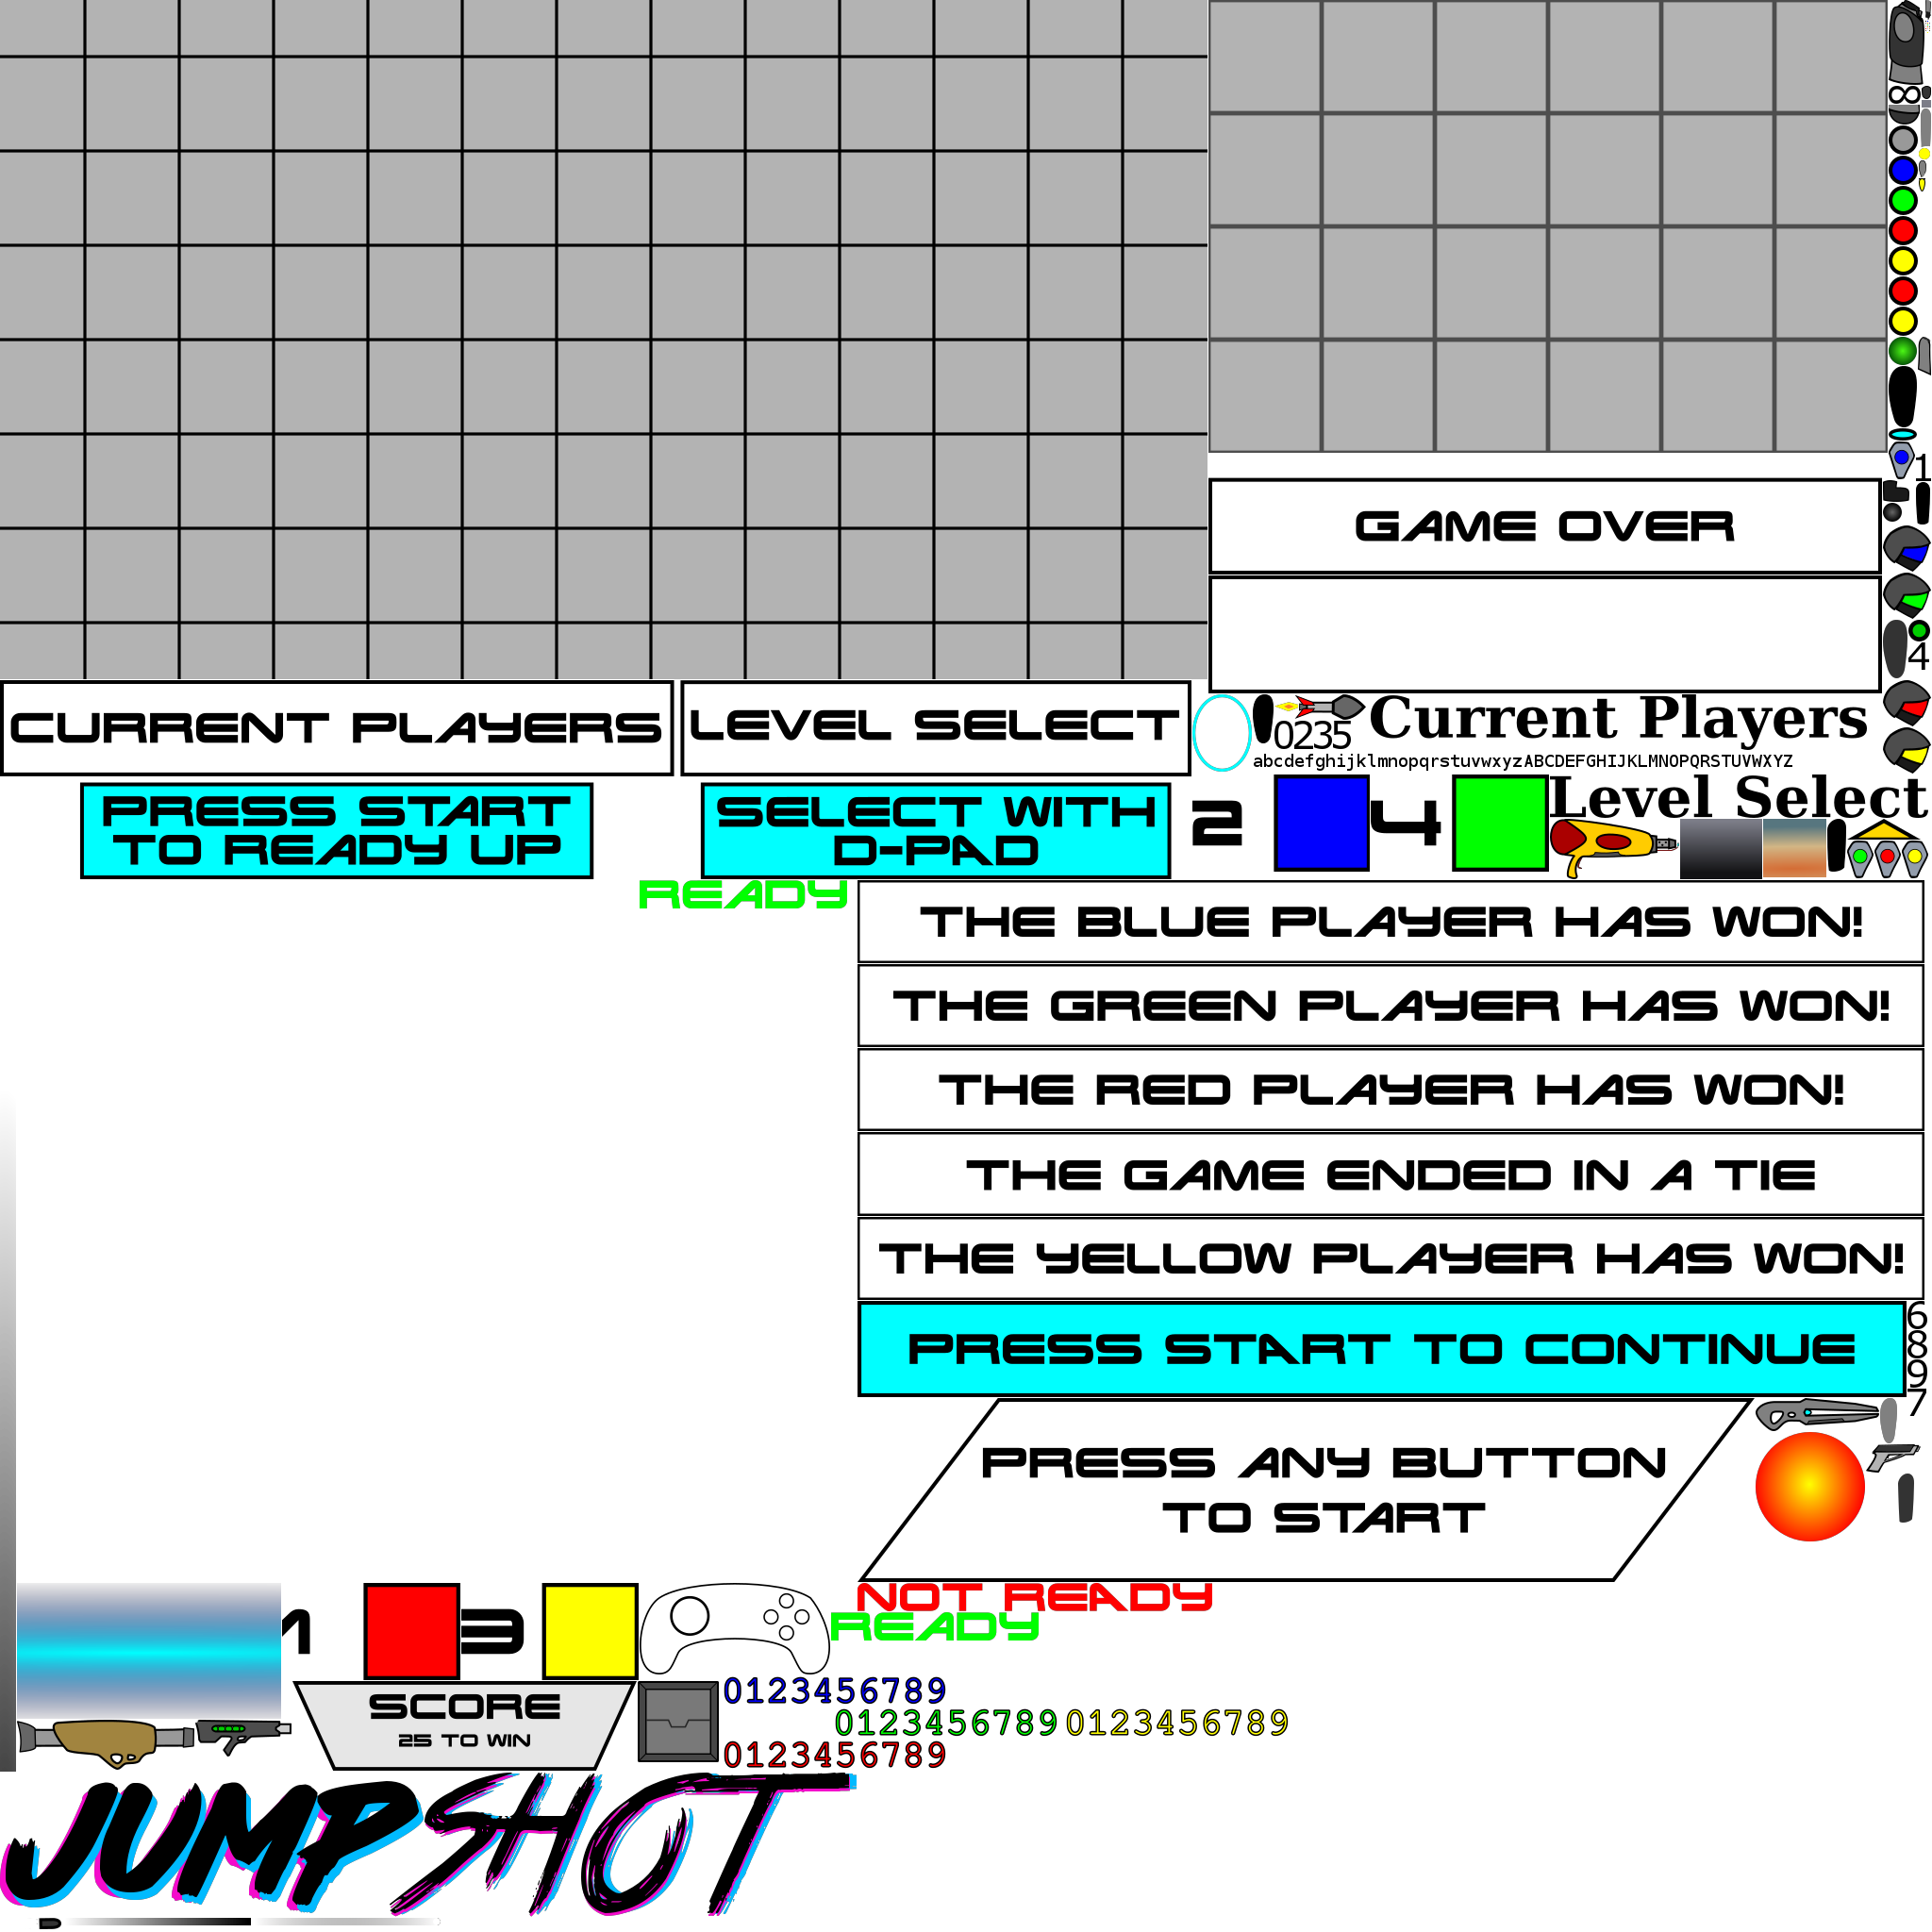 1
GAME OVER
4
CURRENT PLAYERS
LEVEL SELECT
Current Players
0235
abcdefghijklmnopqrstuvwxyzABCDEFGHIJKLMNOPQRSTUVWXYZ
PRESS START
TO READY UP
SELECT WITH
D-PAD
2
4
Level Select
READY
THE BLUE PLAYER HAS WON!
THE GREEN PLAYER HAS WON!
THE RED PLAYER HAS WON!
THE GAME ENDED IN A TIE
THE YELLOW PLAYER HAS WON!
PRESS START TO CONTINUE
6
8
9
7
PRESS ANY BUTTON
TO START
1
3
NOT READY
READY
SCORE
25 TO WIN
0123456789
0123456789
0123456789
0123456789
JUMPSHOT